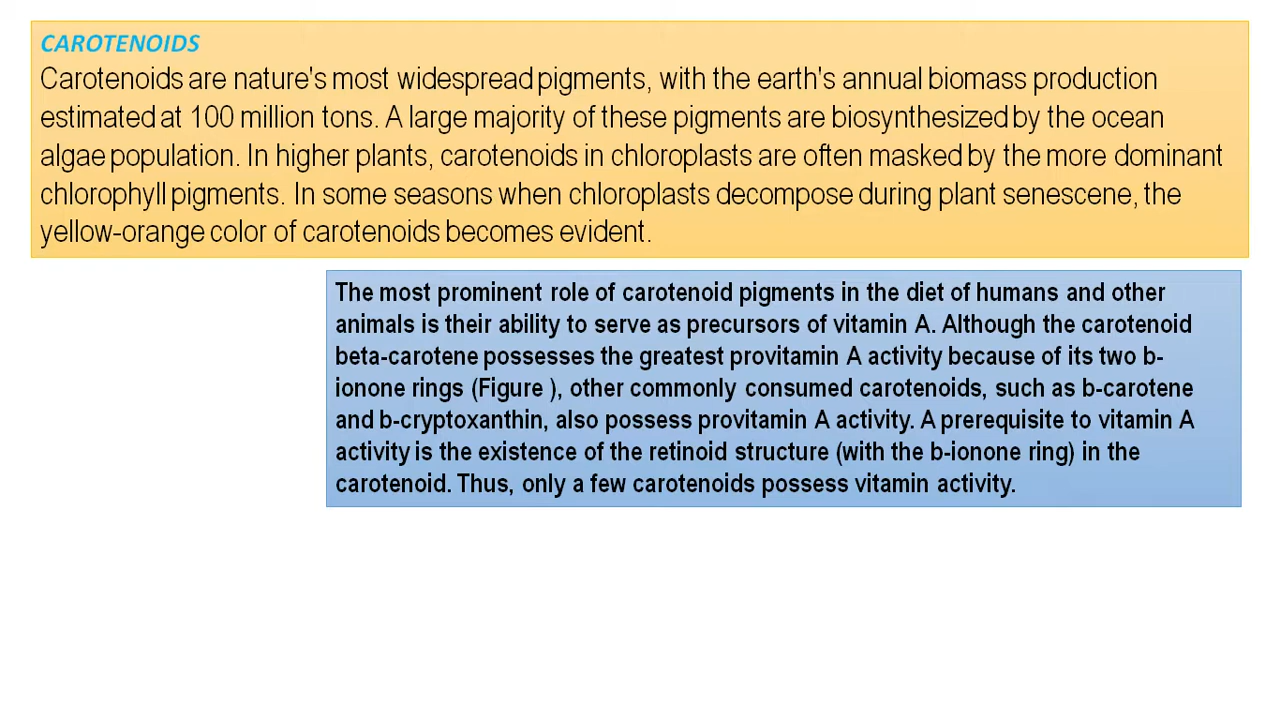 CAROTENOIDS
Carotenoids are nature's most widespread pigments, with the earth's annual biomass production
estimated at 100 million tons. A large majority of these pigments are biosynthesized by the ocean
algae population. In higher plants, carotenoids in chloroplasts are often masked by the more dominant
chlorophyll pigments. In some seasons when chloroplasts decompose during plant senescene, the
yellow-orange color of carotenoids becomes evident.
The most prominent role of carotenoid pigments in the diet of humans and other
animals is their ability to serve as precursors of vitamin A. Although the carotenoid
beta-carotene possesses the greatest provitamin A activity because of its two b-
ionone rings (Figure ), other commonly consumed carotenoids, such as b-carotene
and b-cryptoxanthin, also possess provitamin A activity. A prerequisite to vitamin A
activity is the existence of the retinoid structure (with the b-ionone ring) in the
carotenoid. Thus, only a few carotenoids possess vitamin activity.